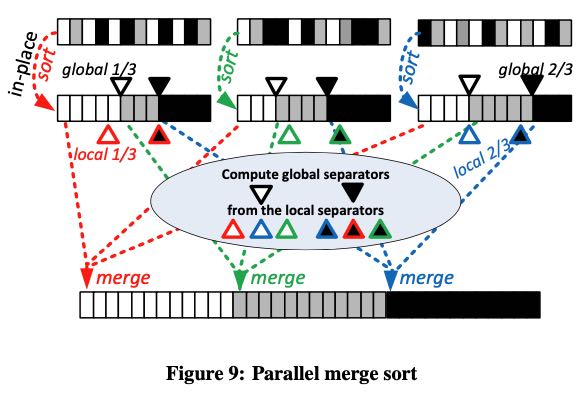 in-place
sort
sort
sort
global 1/3
global 2/3
local 1/3
local 2/3
Compute global separators
from the local separators
merge
merge
merge
Figure 9: Parallel merge sort